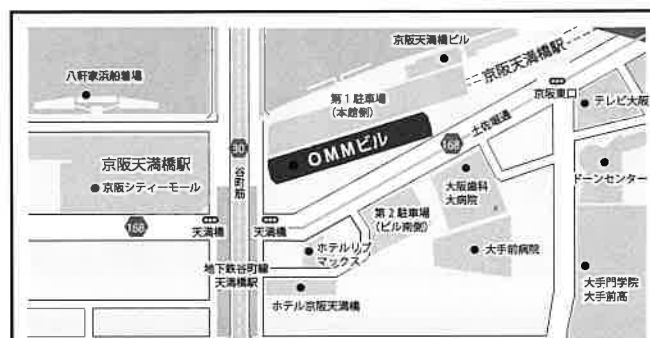 京阪天満橋ビル
京阪天満橋駅
八軒家浜船着場
第1駐車場
(本館側)
京阪東口
テレビ大阪
土佐堀通
OMMビル
30
168
谷町筋
京阪天満橋駅
京阪シティーモール
大阪歯科
大病院
ドーンセンター
第2駐車場
(ビル南側)
168
天満橋
天満橋
ホテルリブ
マックス
大手前病院
地下鉄谷町線
天満橋駅
大手門学院
大手前高
ホテル京阪天満橋